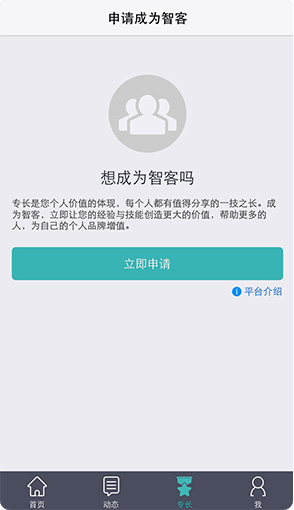 申请成为智客
想成为智客吗
专长是您个人价值的体现，每个人都有值得分享的一技之长。成
为智客，立即让您的经验与技能创造更大的价值，帮助更多的
人，为自己的个人品牌增值。
立即申请
平台介绍
首页 动态 专长 我